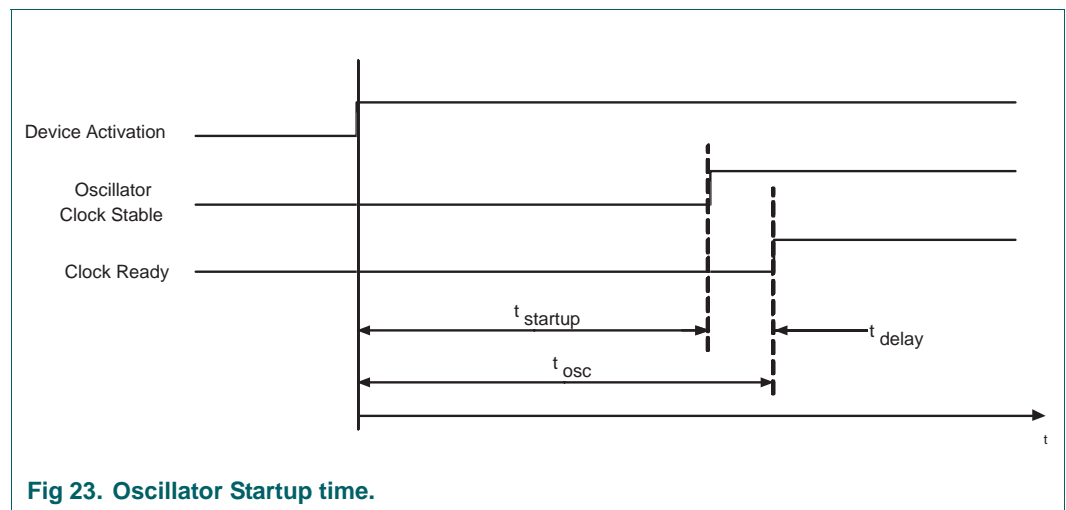 Device Activation
Oscillator
Clock Stable
Clock Ready
t startup
t delay
t osc
t
Fig 23. Oscillator Startup time.